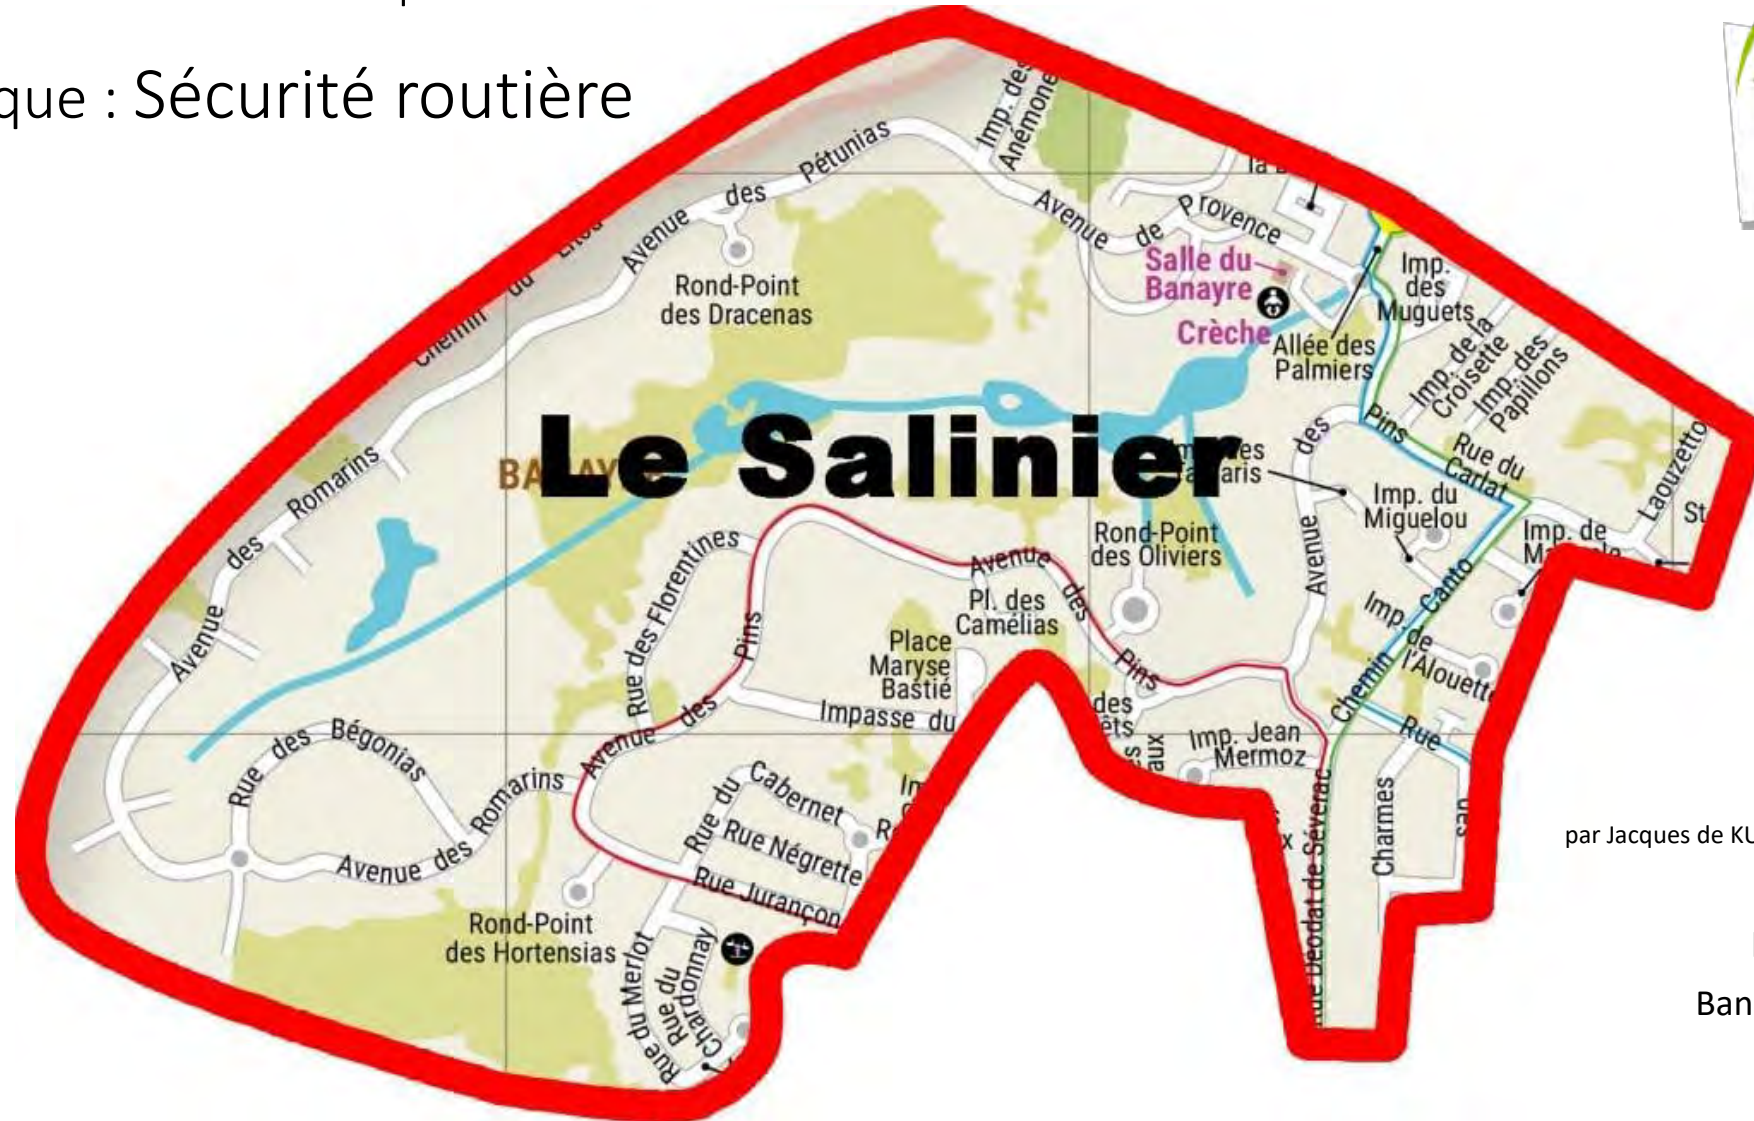 Sécurité routière
Imp. des
Anémone
Pétunias
des
Avenue
Rond-Point
des Dracenas
Avenue
de
Provence
Salle du
Banayre
Crèche
Imp.
des
Muguets
Allée des
Palmiers
Imp. de la
Croisette
Imp. des
Papillons
Chemin
du
Romarins
des
Avenue
Le Salinier
des
Pins
Rue du
Carlat
Laouzetto
Imp. du
Miguelou
Imp. de
St
Rond-Point
des Oliviers
Avenue
Canto
Chemin
Imp. de
l'Alouette
Rue
Rue des Florentines
Pins
des
Avenue
Avenue
des
Pins
Pl. des
Camélias
Place
Maryse
Bastié
Impasse du
des
Imp. Jean
Mermoz
Rue
des
Bégonias
Avenue des
Romarins
Rue du
Cabernet
Rue Négrette
Rue Jurançon
Rond-Point
des Hortensias
Rue du Merlot
Rue du
Chardonnay
Déodat de Séverac
Charmes
des
par Jacques de KU
Ban